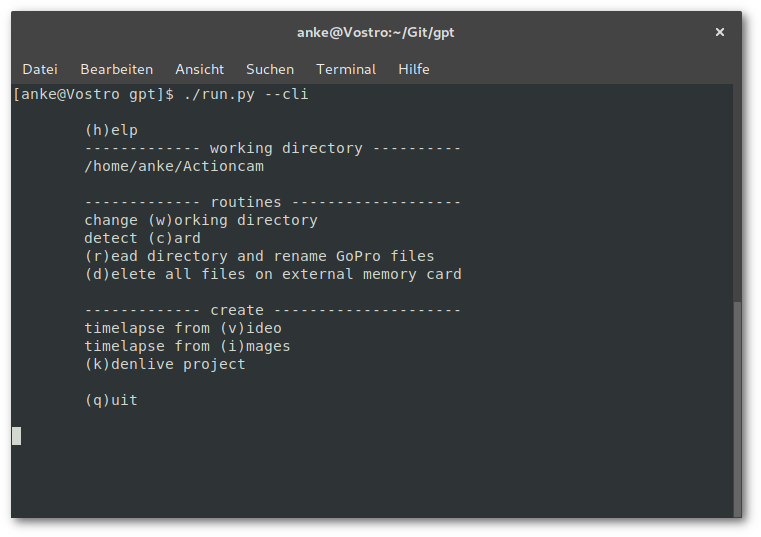 anke@Vostro:~/Git/gpt ×
Datei Bearbeiten Ansicht Suchen Terminal Hilfe
[anke@Vostro gpt]$ ./run.py --cli
(h)elp
------------- working directory ----------
/home/anke/Actioncam
------------- routines -------------------
change (w)orking directory
detect (c)ard
(r)ead directory and rename GoPro files
(d)elete all files on external memory card
------------- create ---------------------
timelapse from (v)ideo
timelapse from (i)mages
(k)denlive project
(q)uit